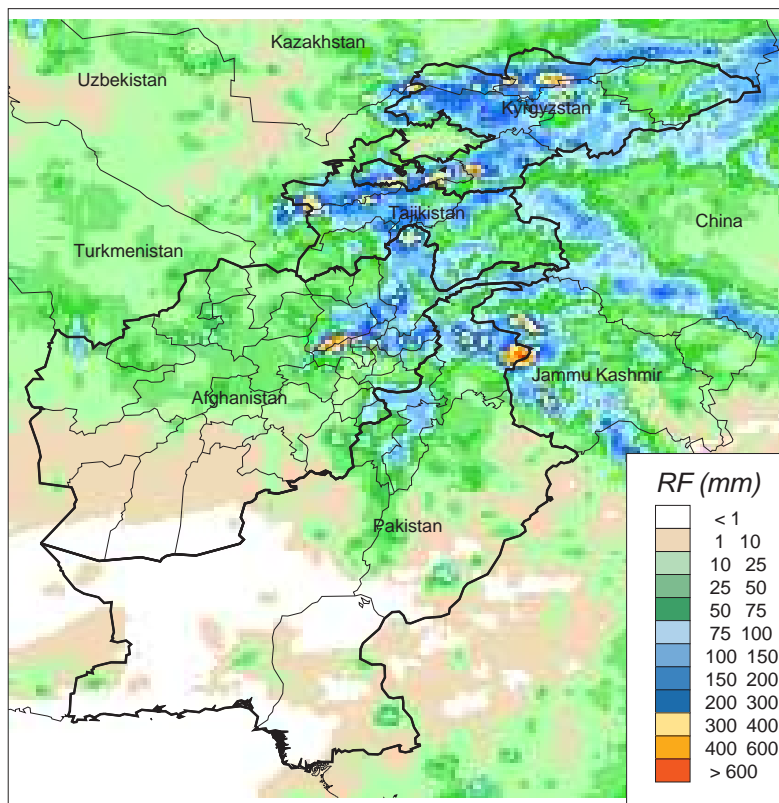 Kazakhstan
Uzbekistan
Kyrgyzstan
Tajikistan
China
Turkmenistan
Jammu Kashmir
Afghanistan
Pakistan
RF (mm)
< 1
1 10
10 25
25 50
50 75
75 100
100 150
150 200
200 300
300 400
400 600
> 600